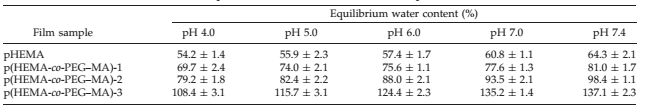 Equilibrium water content (%)
Film sample pH 4.0 pH 5.0 pH 6.0 pH 7.0 pH 7.4
pHEMA 54.2 ± 1.4 55.9 ± 2.3 57.4 ± 1.7 60.8 ± 1.1 64.3 ± 2.1
p(HEMA-co-PEG–MA)-1 69.7 ± 2.4 74.0 ± 2.1 75.6 ± 1.1 77.6 ± 1.3 81.0 ± 1.7
p(HEMA-co-PEG–MA)-2 79.2 ± 1.8 82.4 ± 2.2 88.0 ± 2.1 93.5 ± 2.1 98.4 ± 1.1
p(HEMA-co-PEG–MA)-3 108.4 ± 3.1 115.7 ± 3.1 124.4 ± 2.3 135.2 ± 1.4 137.1 ± 2.3